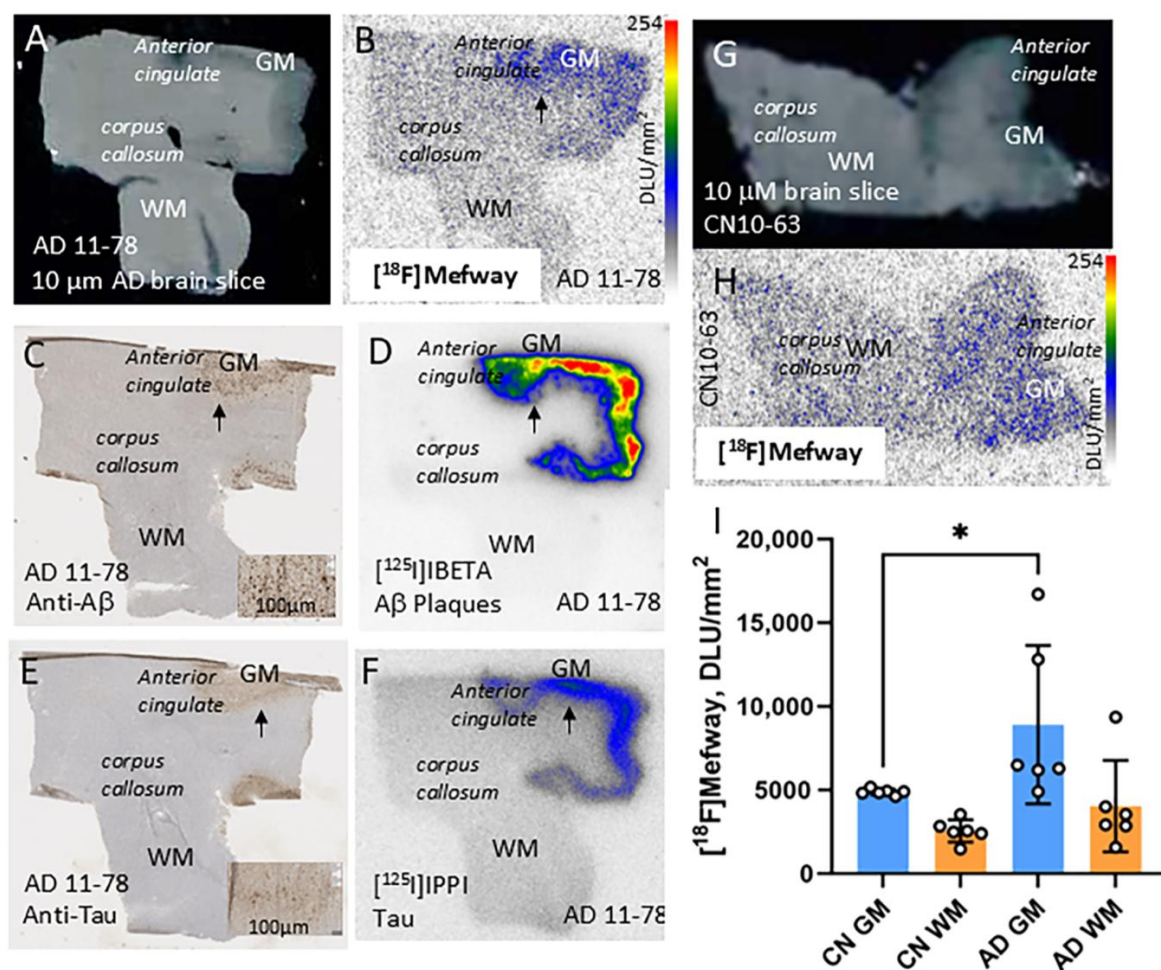 A
Anterior
cingulate
GM
corpus
callosum
WM
AD 11-78
10 μm AD brain slice
B
Anterior
cingulate
GM
corpus
callosum
WM
[¹⁸F]Mefway
AD 11-78
254
DLU/mm²
G
Anterior
cingulate
corpus
callosum
GM
WM
10 μM brain slice
CN10-63
C
Anterior
cingulate
GM
corpus
callosum
WM
AD 11-78
Anti-Aβ
100μm
D
Anterior
cingulate
GM
corpus
callosum
WM
[¹²⁵I]IBETA
Aβ Plaques
AD 11-78
H
CN10-63
corpus
callosum
WM
Anterior
cingulate
GM
[¹⁸F]Mefway
254
DLU/mm²
E
Anterior
cingulate
GM
corpus
callosum
WM
AD 11-78
Anti-Tau
100μm
F
Anterior
cingulate
GM
corpus
callosum
WM
[¹²⁵I]IPPI
Tau
AD 11-78
I
[¹⁸F]Mefway, DLU/mm²
20,000
15,000
10,000
5000
0
*
CN GM
CN WM
AD GM
AD WM